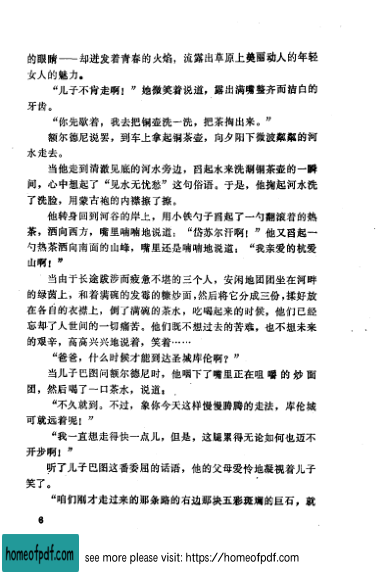 的眼睛——却迸发着青春的火焰，流露出草原上美丽动人的年轻
女人的魅力。
“儿子不肯走啊！”她微笑着说道，露出满嘴整齐而洁白的
牙齿。
“你先歇着，我去把铜壶洗一洗，把茶掏出来。”
额尔德尼说罢，到车上拿起铜茶壶，向夕阳下微波粼粼的河
水走去。
当他走到清澈见底的河水旁边，舀起水来洗涮铜茶壶的一瞬
间，心中想起了“见水无忧愁”这句俗语。于是，他掬起河水洗
了洗脸，用蒙古袍的内襟擦了擦。
他转身回到河谷的岸上，用小铁勺子舀起了一勺翻滚着的热
茶，洒向西方，嘴里喃喃地说道：“岱苏尔汗啊！”他又舀起一
勺热茶洒向南面的山峰，嘴里还是喃喃地说道：“我亲爱的杭爱
山啊！”
当由于长途跋涉而疲惫不堪的三个人，安闲地团团坐在河畔
的绿茵上，和着满碗的发霉的糠炒面，然后将它分成三份，揉好放
在各自的衣襟上，倒了满碗的茶水，吃喝起来的时候，他们已经
忘却了人世间的一切痛苦。他们既不想过去的苦难，也不想未来
的艰辛，高高兴兴地说着，笑着……
“爸爸，什么时候才能到达圣城库伦啊？”
当儿子巴图问额尔德尼时，他咽下了嘴里正在咀嚼的炒面
团，然后喝了一口茶水，说道：
“不久就到。不过，象你今天这样慢慢腾腾的走法，库伦城
可就远着呢！”
“我一直想走得快一点儿，但是，这腿累得无论如何也迈不
开步啊！”
听了儿子巴图这番委屈的话语，他的父母爱怜地凝视着儿子
笑了。
“咱们刚才走过来的那条路的右边那块五彩斑斓的巨石，就
6
homeofpdf.com
see more please visit: https://homeofpdf.com